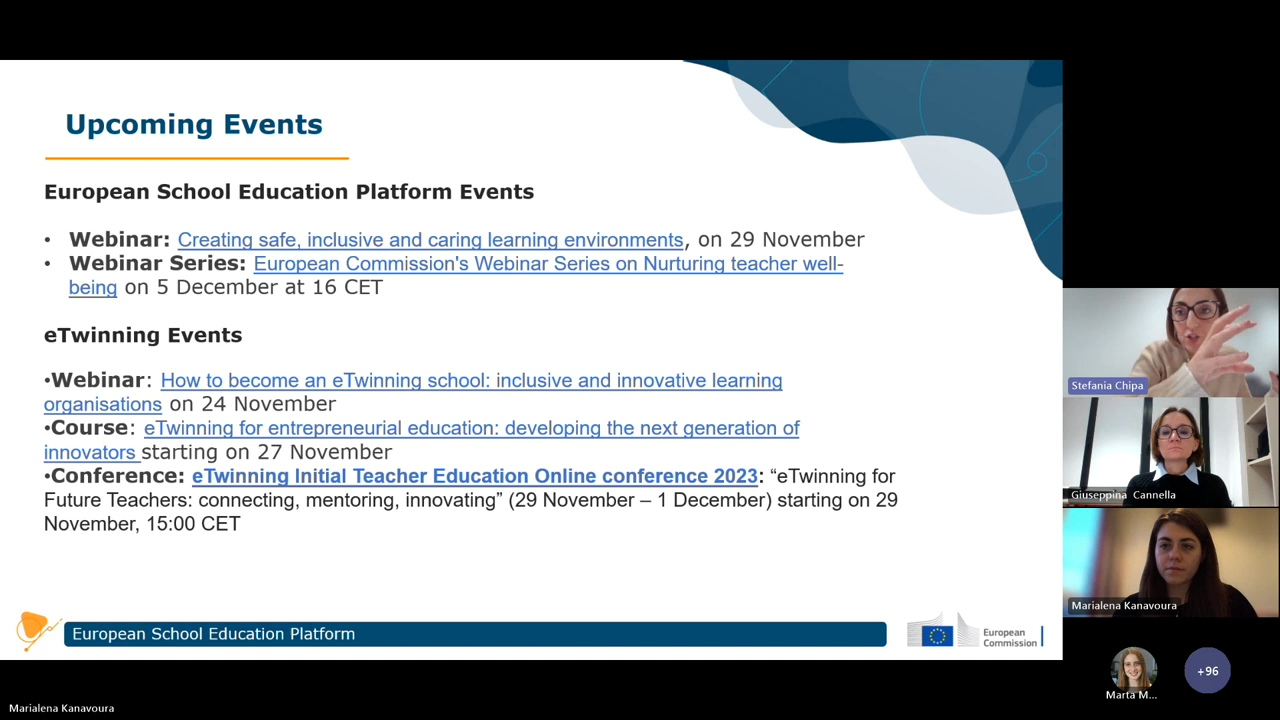 Upcoming Events
European School Education Platform Events
• Webinar: Creating safe, inclusive and caring learning environments, on 29 November
• Webinar Series: European Commission's Webinar Series on Nurturing teacher well-
being on 5 December at 16 CET
eTwinning Events
•Webinar: How to become an eTwinning school: inclusive and innovative learning
organisations on 24 November
•Course: eTwinning for entrepreneurial education: developing the next generation of
innovators starting on 27 November
•Conference: eTwinning Initial Teacher Education Online conference 2023: “eTwinning for
Future Teachers: connecting, mentoring, innovating” (29 November – 1 December) starting on 29
November, 15:00 CET
European School Education Platform
European
Commission
Stefania Chipa
Giuseppina Cannella
Marialena Kanavoura
Marta M...
+96
Marialena Kanavoura